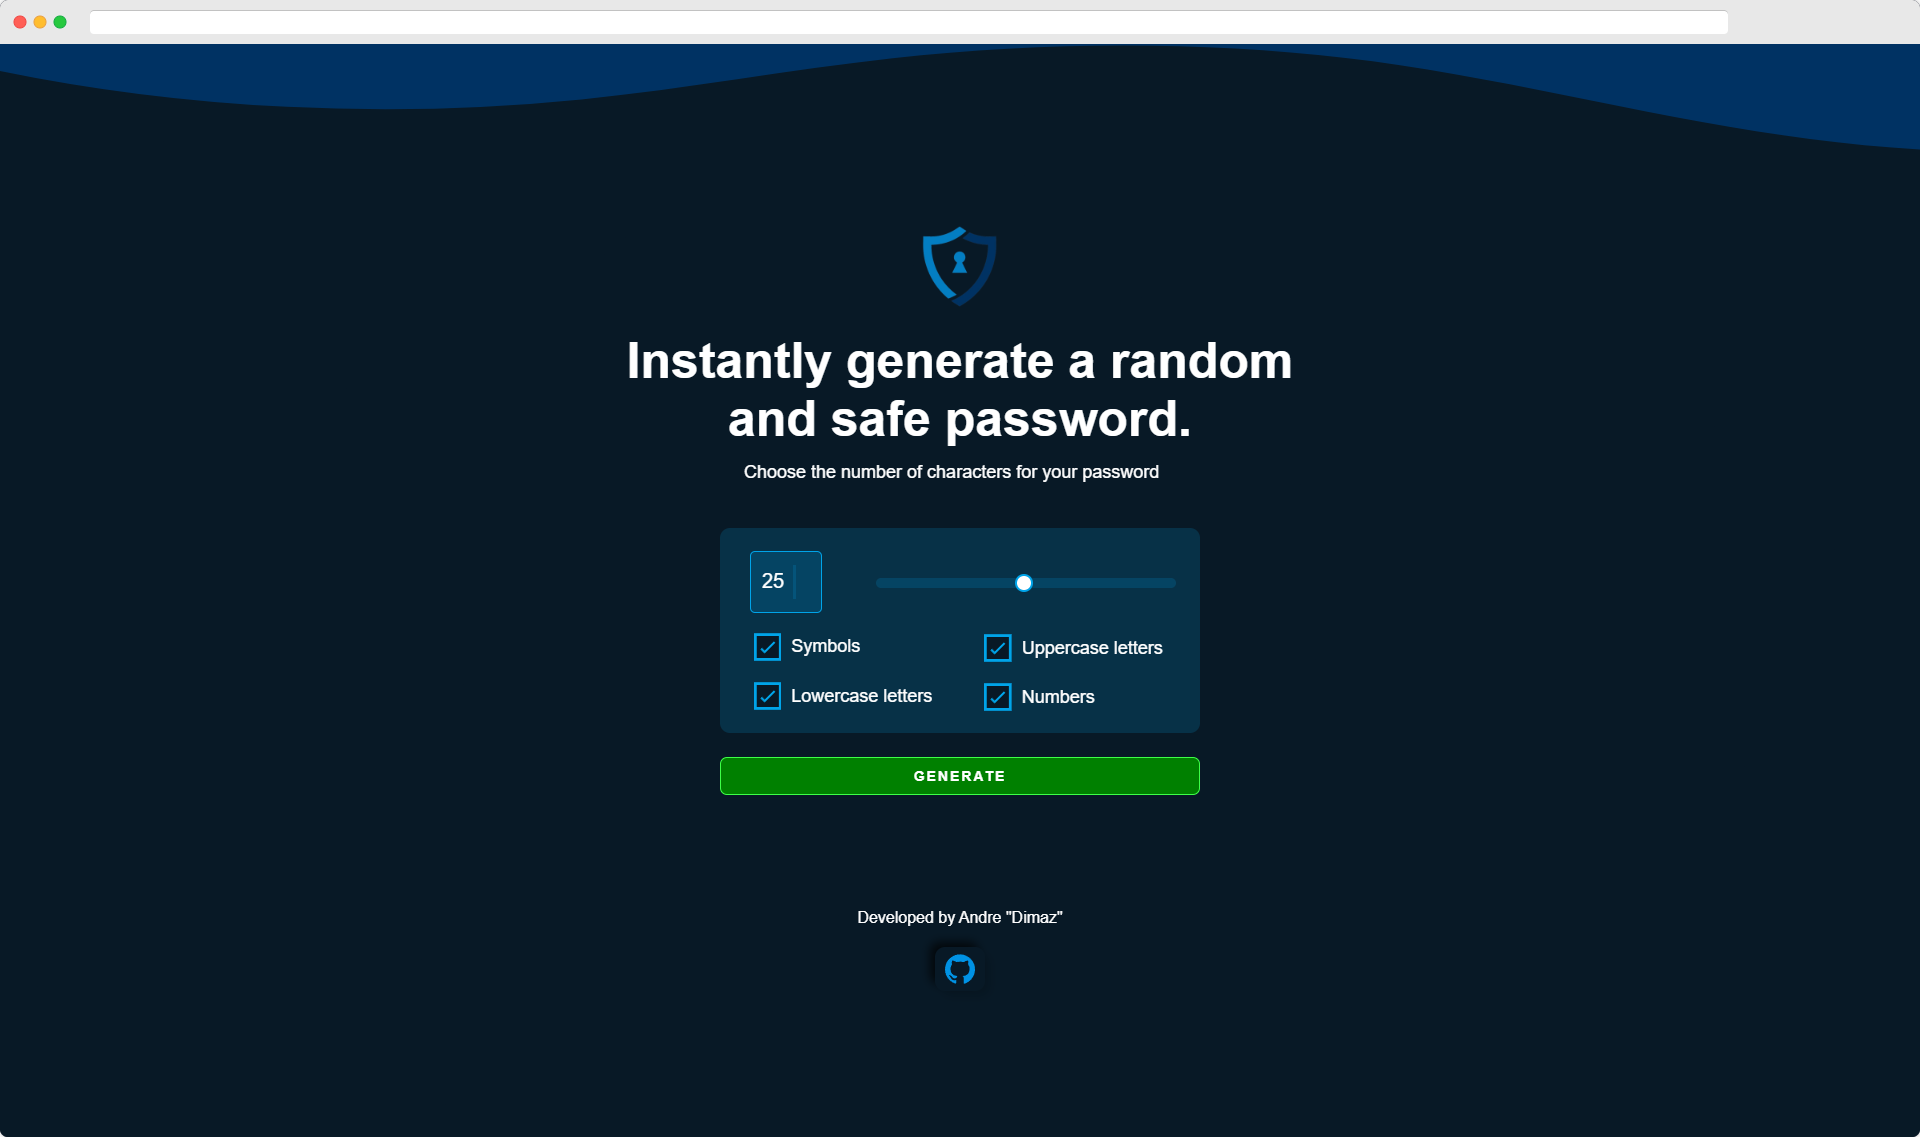 Instantly generate a random
and safe password.
Choose the number of characters for your password
25
Symbols
Uppercase letters
Lowercase letters
Numbers
GENERATE
Developed by Andre "Dimaz"